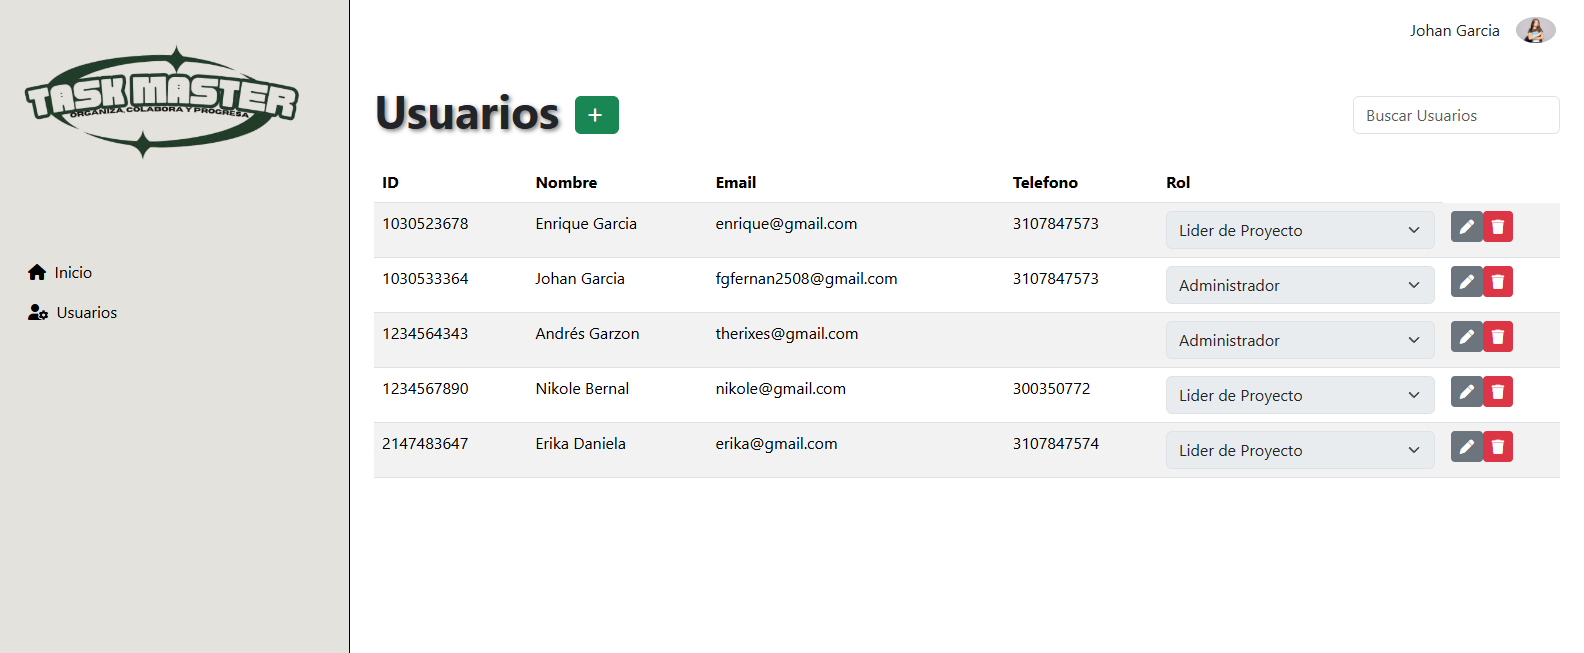 TASK MASTER
ORGANIZA, COLABORA Y PROGRESA
Inicio
Usuarios
Johan Garcia
Usuarios +
Buscar Usuarios
ID Nombre Email Telefono Rol
1030523678 Enrique Garcia enrique@gmail.com 3107847573 Lider de Proyecto
1030533364 Johan Garcia fgfernan2508@gmail.com 3107847573 Administrador
1234564343 Andrés Garzon therixes@gmail.com Administrador
1234567890 Nikole Bernal nikole@gmail.com 300350772 Lider de Proyecto
2147483647 Erika Daniela erika@gmail.com 3107847574 Lider de Proyecto